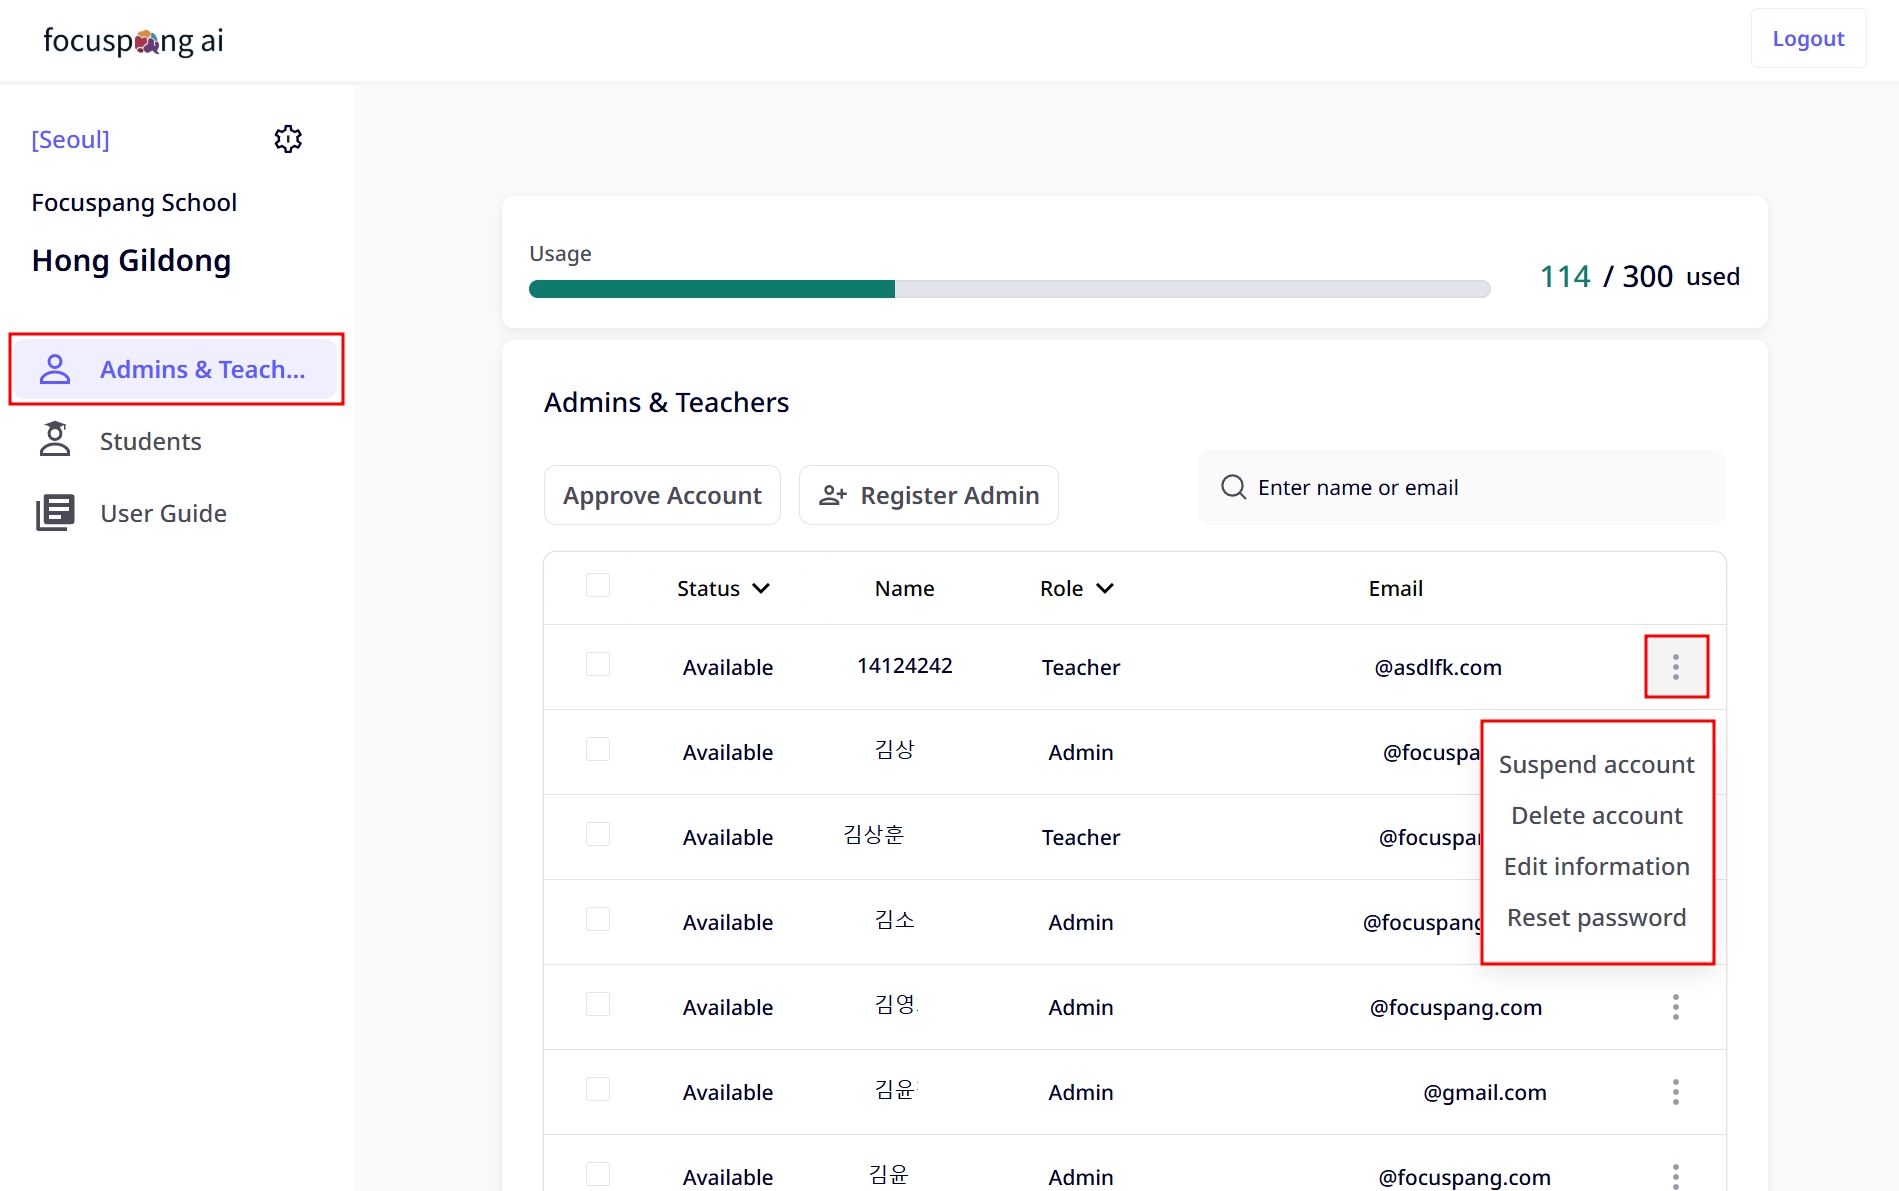 focuspang ai
Logout
[Seoul]
Focuspang School
Hong Gildong
Admins & Teach...
Students
User Guide
Usage
114 / 300 used
Admins & Teachers
Approve Account
Register Admin
Enter name or email
Status Name Role Email
Available 14124242 Teacher @asdlfk.com
Available 김상 Admin @focuspa
Available 김상훈 Teacher @focuspa
Available 김소 Admin @focuspang
Available 김영 Admin @focuspang.com
Available 김윤 Admin @gmail.com
Available 김윤 Admin @focuspang.com
Suspend account
Delete account
Edit information
Reset password